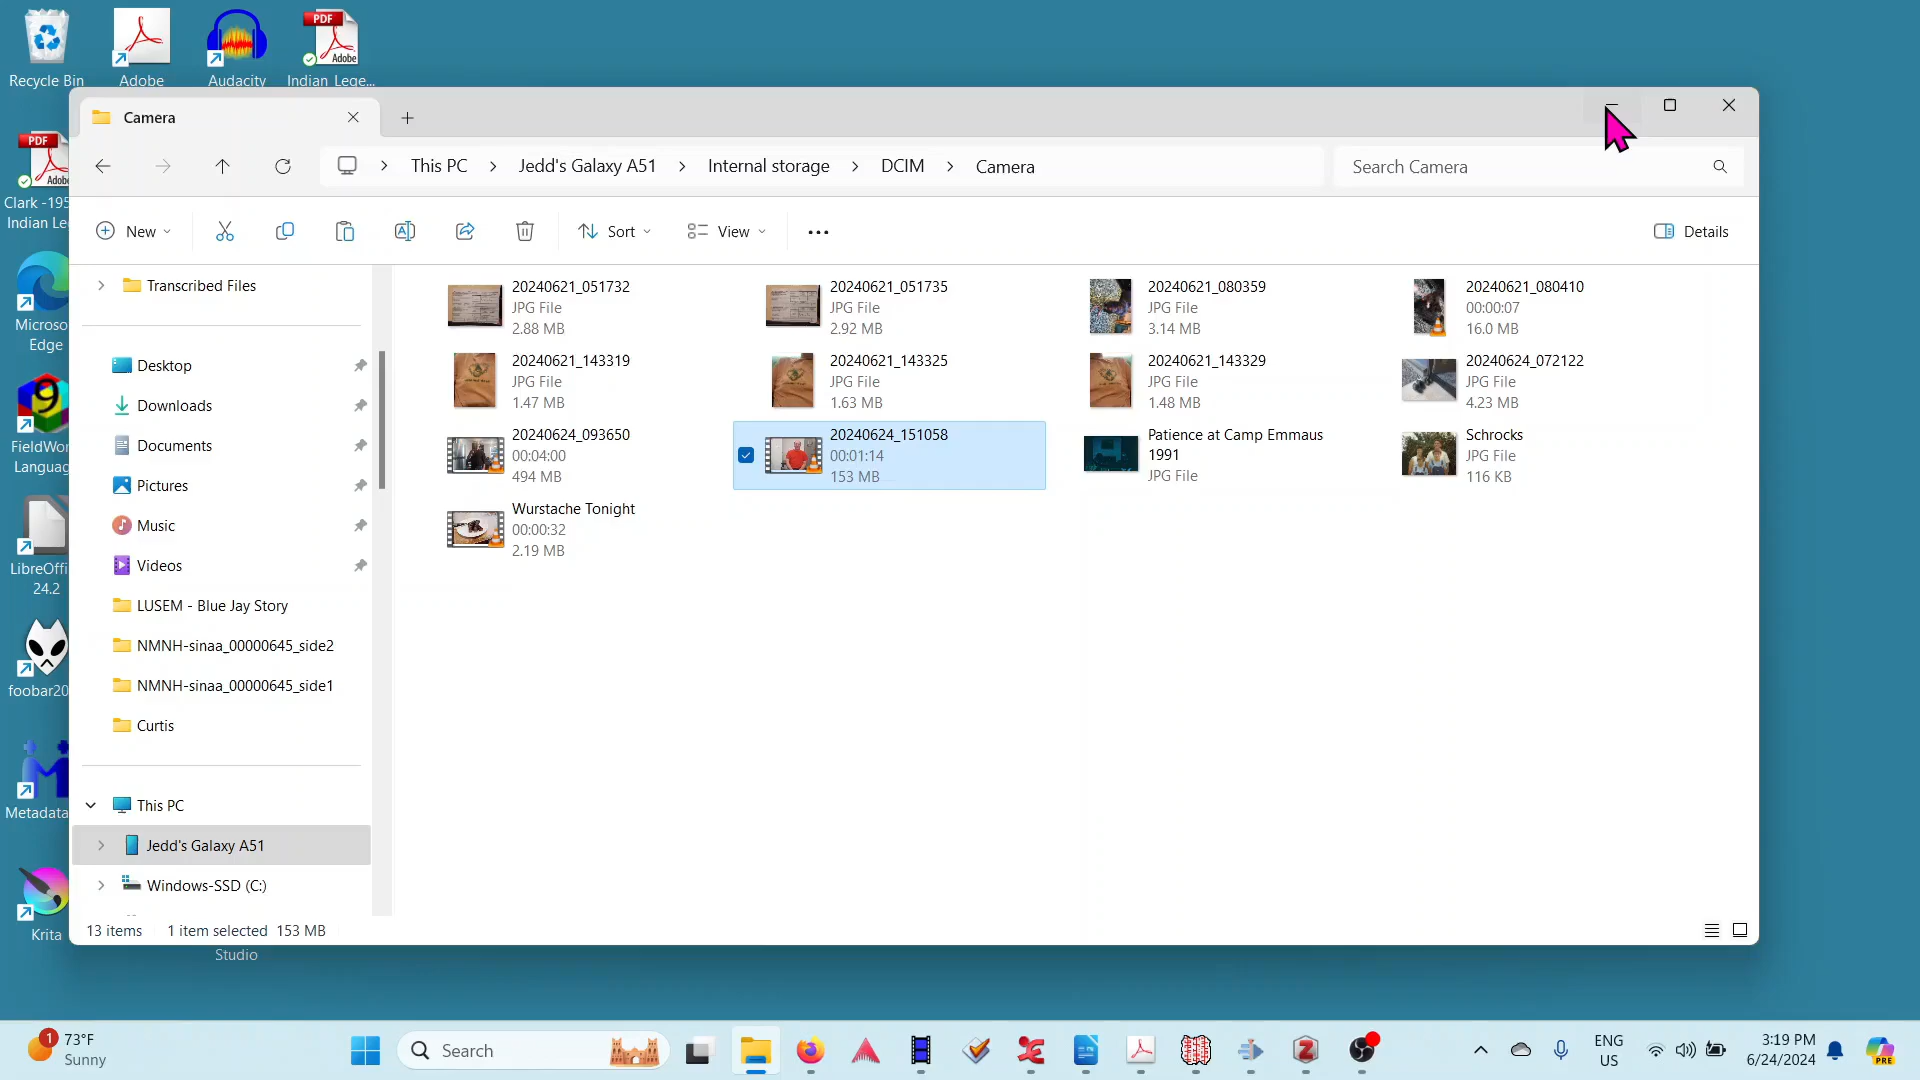 Recycle Bin
Adobe
Audacity
PDF
Adobe
Indian Lege...
PDF
Adobe
Clark -195
Indian Le
Microso
Edge
9
FieldWor
Languag
LibreOffi
24.2
foobar20
Metadata
Krita
Studio
Camera
This PC
Jedd's Galaxy A51
Internal storage
DCIM
Camera
Search Camera
New
Sort
View
Details
Transcribed Files
Desktop
Downloads
Documents
Pictures
Music
Videos
LUSEM - Blue Jay Story
NMNH-sinaa_00000645_side2
NMNH-sinaa_00000645_side1
Curtis
This PC
Jedd's Galaxy A51
Windows-SSD (C:)
20240621_051732
JPG File
2.88 MB
20240621_051735
JPG File
2.92 MB
20240621_080359
JPG File
3.14 MB
20240621_080410
00:00:07
16.0 MB
20240621_143319
JPG File
1.47 MB
20240621_143325
JPG File
1.63 MB
20240621_143329
JPG File
1.48 MB
20240624_072122
JPG File
4.23 MB
20240624_093650
00:04:00
494 MB
20240624_151058
00:01:14
153 MB
Patience at Camp Emmaus
1991
JPG File
Schrocks
JPG File
116 KB
Wurstache Tonight
00:00:32
2.19 MB
13 items
1 item selected 153 MB
1
73°F
Sunny
Search
Z
ENG
US
3:19 PM
6/24/2024
PRE